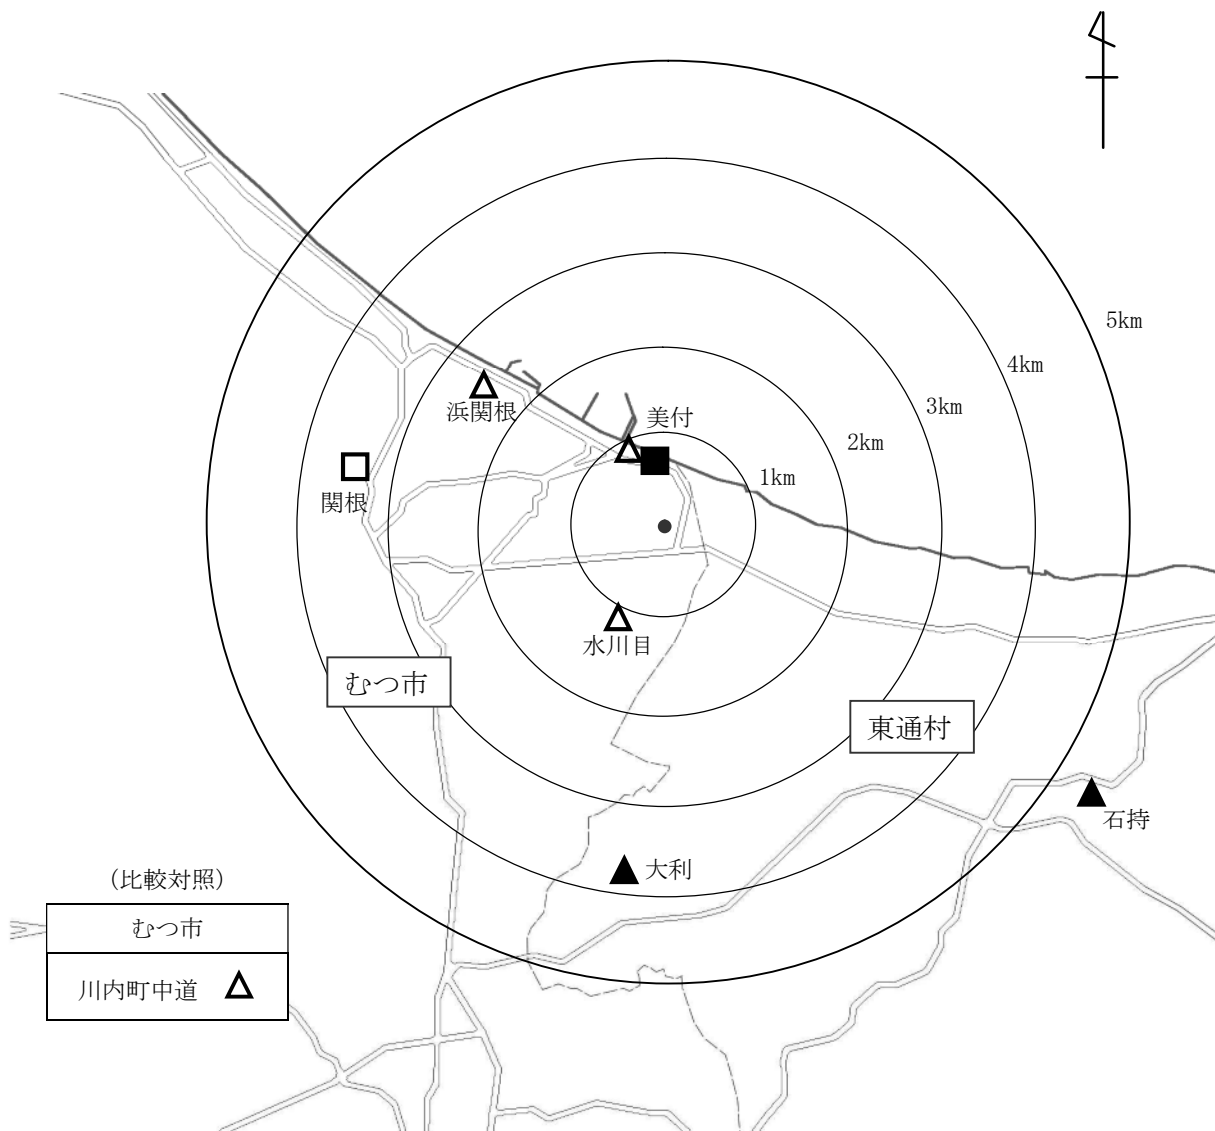 5km
4km
浜関根
美付
3km
2km
1km
関根
水川目
むつ市
東通村
石持
大利
（比較対照）
むつ市
川内町中道